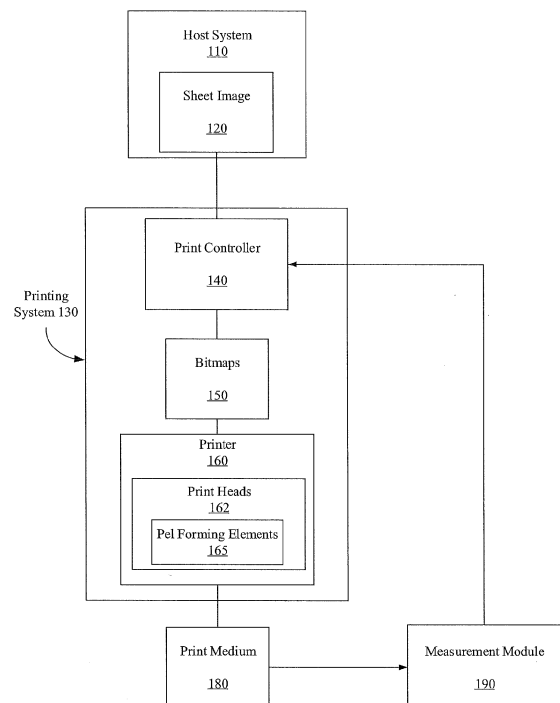 Host System
110
Sheet Image
120
Print Controller
140
Printing
System 130
Bitmaps
150
Printer
160
Print Heads
162
Pel Forming Elements
165
Print Medium
180
Measurement Module
190